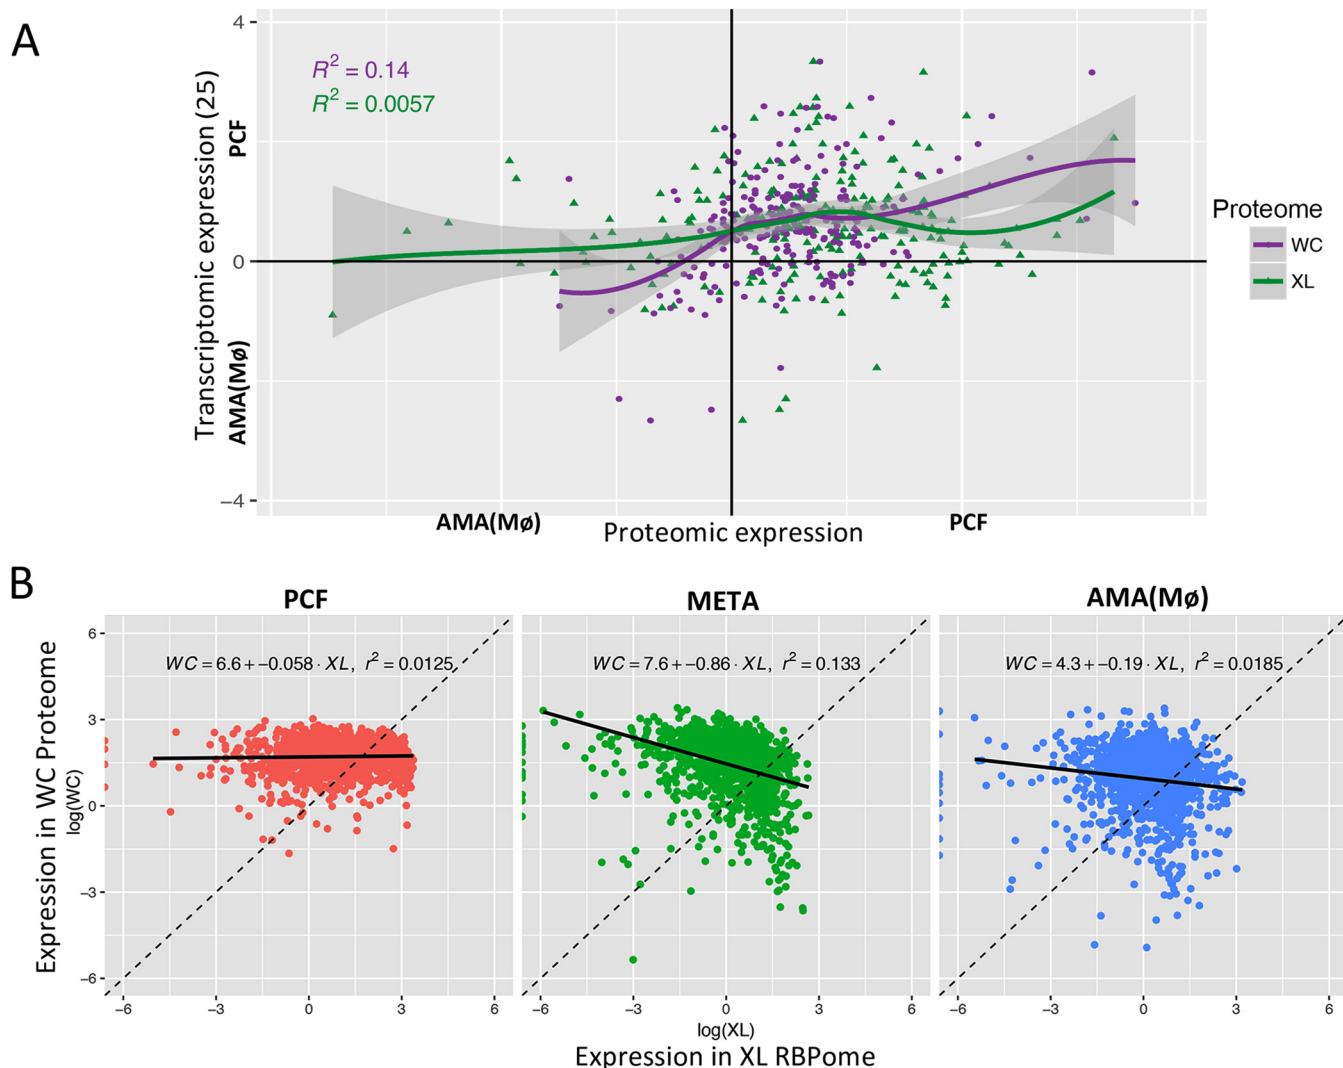 A
4
0
−4
Transcriptomic expression (25)
AMA(Mø)
PCF
R² = 0.14
R² = 0.0057
AMA(Mø)
PCF
Proteomic expression
Proteome
WC
XL
B
PCF
META
AMA(Mø)
Expression in WC Proteome
log(WC)
6
3
0
−3
−6
WC = 6.6 + −0.058 · XL, r² = 0.0125
WC = 7.6 + −0.86 · XL, r² = 0.133
WC = 4.3 + −0.19 · XL, r² = 0.0185
−6 −3 0 3 6
−6 −3 0 3 6
−6 −3 0 3 6
log(XL)
Expression in XL RBPome